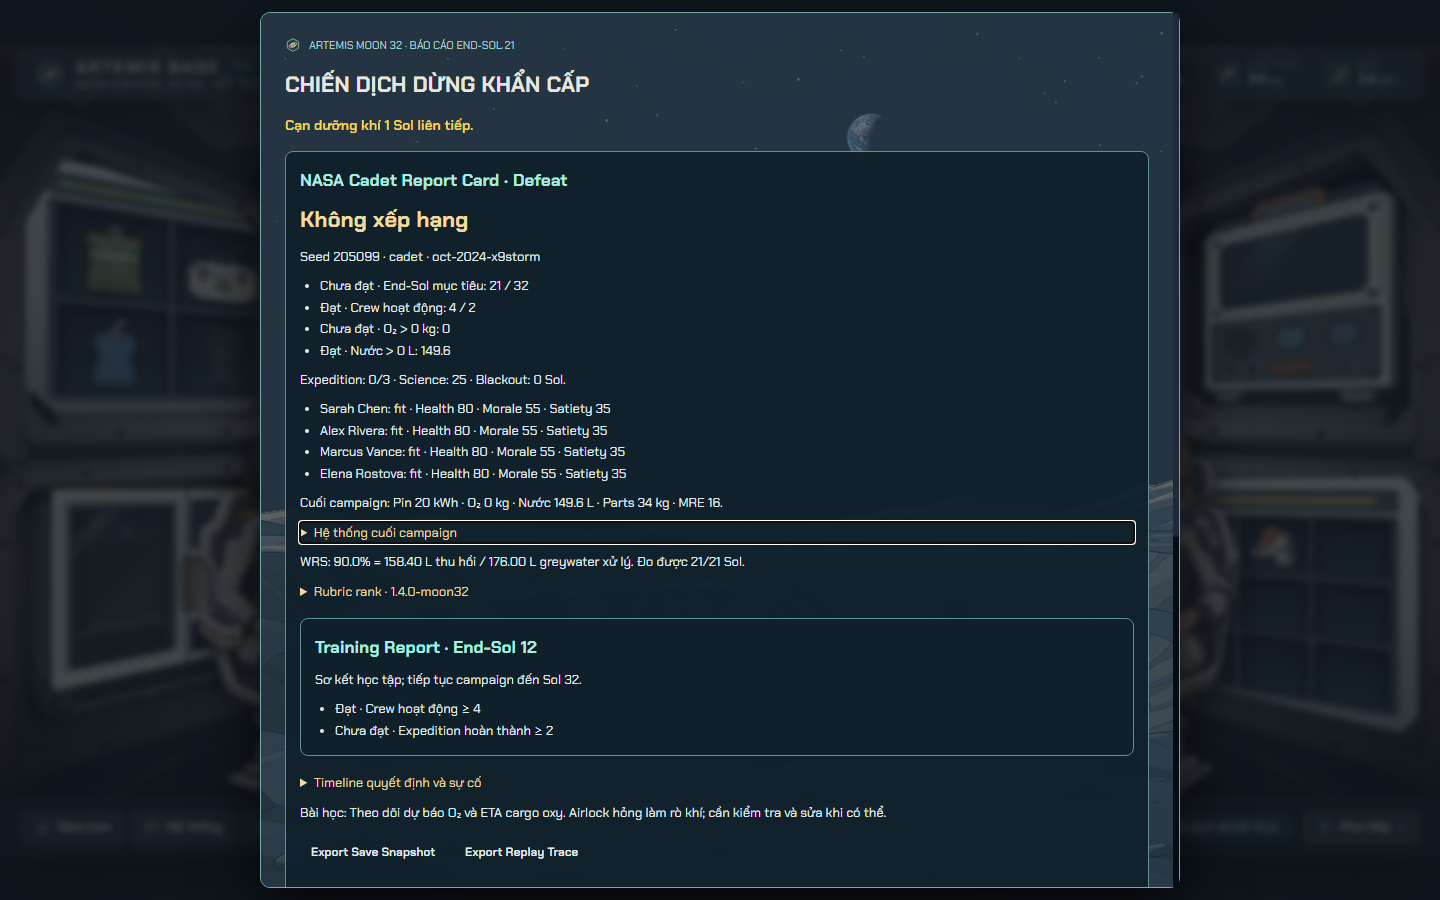 ARTEMIS MOON 32 · BÁO CÁO END-SOL 21
CHIẾN DỊCH DỪNG KHẨN CẤP
Cạn dưỡng khí 1 Sol liên tiếp.
NASA Cadet Report Card · Defeat
Không xếp hạng
Seed 205099 · cadet · oct-2024-x9storm
• Chưa đạt · End-Sol mục tiêu: 21 / 32
• Đạt · Crew hoạt động: 4 / 2
• Chưa đạt · O₂ > 0 kg: 0
• Đạt · Nước > 0 L: 149.6
Expedition: 0/3 · Science: 25 · Blackout: 0 Sol.
• Sarah Chen: fit · Health 80 · Morale 55 · Satiety 35
• Alex Rivera: fit · Health 80 · Morale 55 · Satiety 35
• Marcus Vance: fit · Health 80 · Morale 55 · Satiety 35
• Elena Rostova: fit · Health 80 · Morale 55 · Satiety 35
Cuối campaign: Pin 20 kWh · O₂ 0 kg · Nước 149.6 L · Parts 34 kg · MRE 16.
▶ Hệ thống cuối campaign
WRS: 90.0% = 158.40 L thu hồi / 176.00 L greywater xử lý. Đo được 21/21 Sol.
▶ Rubric rank · 1.4.0-moon32
Training Report · End-Sol 12
Sơ kết học tập; tiếp tục campaign đến Sol 32.
• Đạt · Crew hoạt động ≥ 4
• Chưa đạt · Expedition hoàn thành ≥ 2
▶ Timeline quyết định và sự cố
Bài học: Theo dõi dự báo O₂ và ETA cargo oxy. Airlock hỏng làm rò khí; cần kiểm tra và sửa khi có thể.
Export Save Snapshot
Export Replay Trace
ARTEMIS BASE
Hệ thống